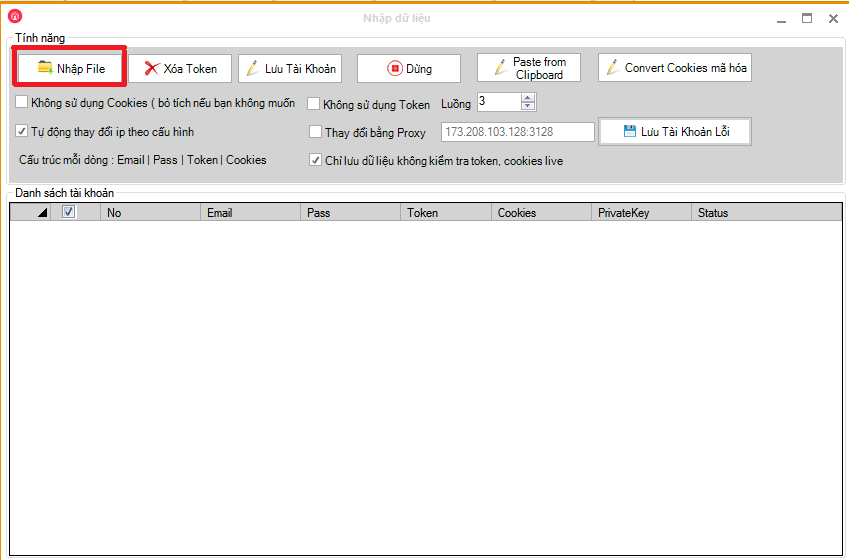 Nhập dữ liệu
Tính năng
Nhập File
Xóa Token
Lưu Tài Khoản
Dừng
Paste from
Clipboard
Convert Cookies mã hóa
Không sử dụng Cookies ( bỏ tích nếu bạn không muốn
Không sử dụng Token
Luồng
3
Tự động thay đổi ip theo cấu hình
Thay đổi bằng Proxy
173.208.103.128:3128
Lưu Tài Khoản Lỗi
Cấu trúc mỗi dòng : Email | Pass | Token | Cookies
Chỉ lưu dữ liệu không kiểm tra token, cookies live
Danh sách tài khoản
No Email Pass Token Cookies PrivateKey Status